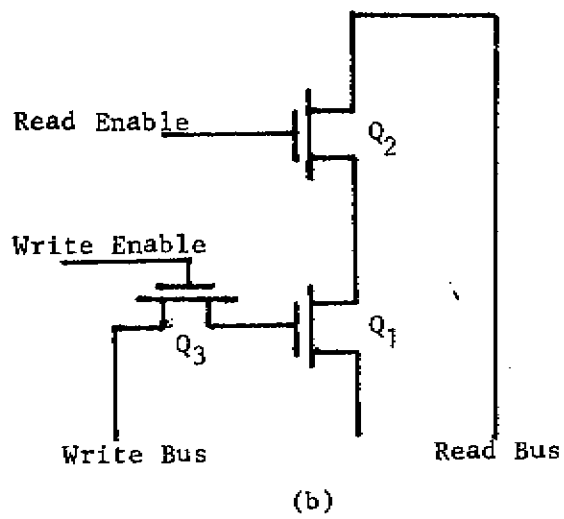 Read Enable
Q2
Write Enable
Q3
Q1
Write Bus
Read Bus
(b)